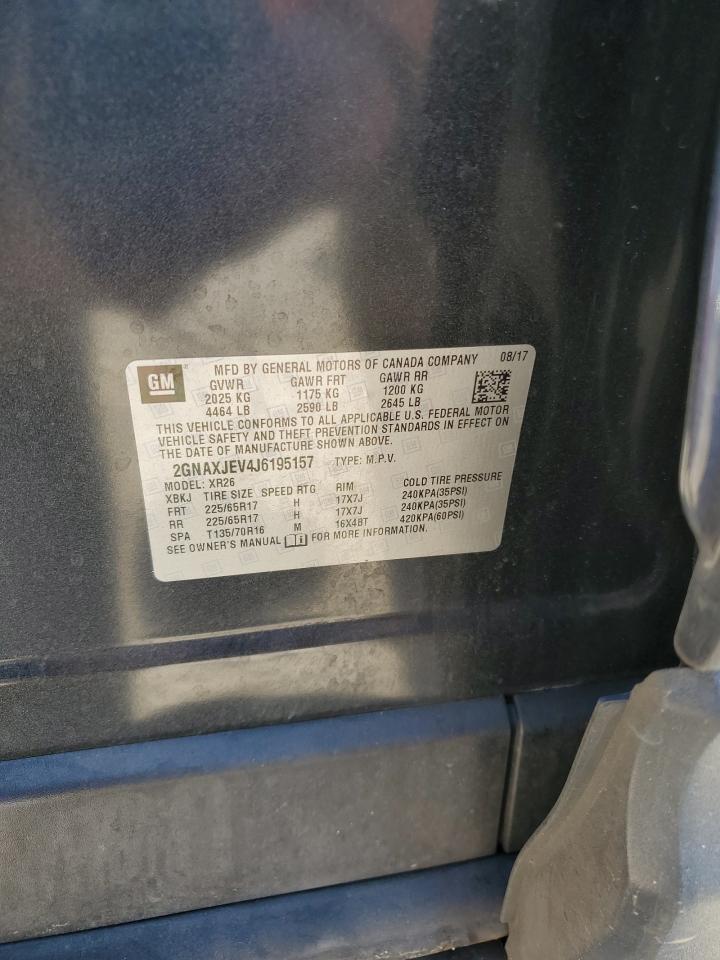 GM
MFD BY GENERAL MOTORS OF CANADA COMPANY 08/17
GVWR GAWR FRT GAWR RR
2025 KG 1175 KG 1200 KG
4464 LB 2590 LB 2645 LB
THIS VEHICLE CONFORMS TO ALL APPLICABLE U.S. FEDERAL MOTOR
VEHICLE SAFETY AND THEFT PREVENTION STANDARDS IN EFFECT ON
THE DATE OF MANUFACTURE SHOWN ABOVE.
2GNAXJEV4J6195157 TYPE: M.P.V.
MODEL: XR26
XBKJ TIRE SIZE SPEED RTG RIM COLD TIRE PRESSURE
FRT 225/65R17 H 17X7J 240KPA(35PSI)
RR 225/65R17 H 17X7J 240KPA(35PSI)
SPA T135/70R16 M 16X4BT 420KPA(60PSI)
SEE OWNER'S MANUAL FOR MORE INFORMATION.